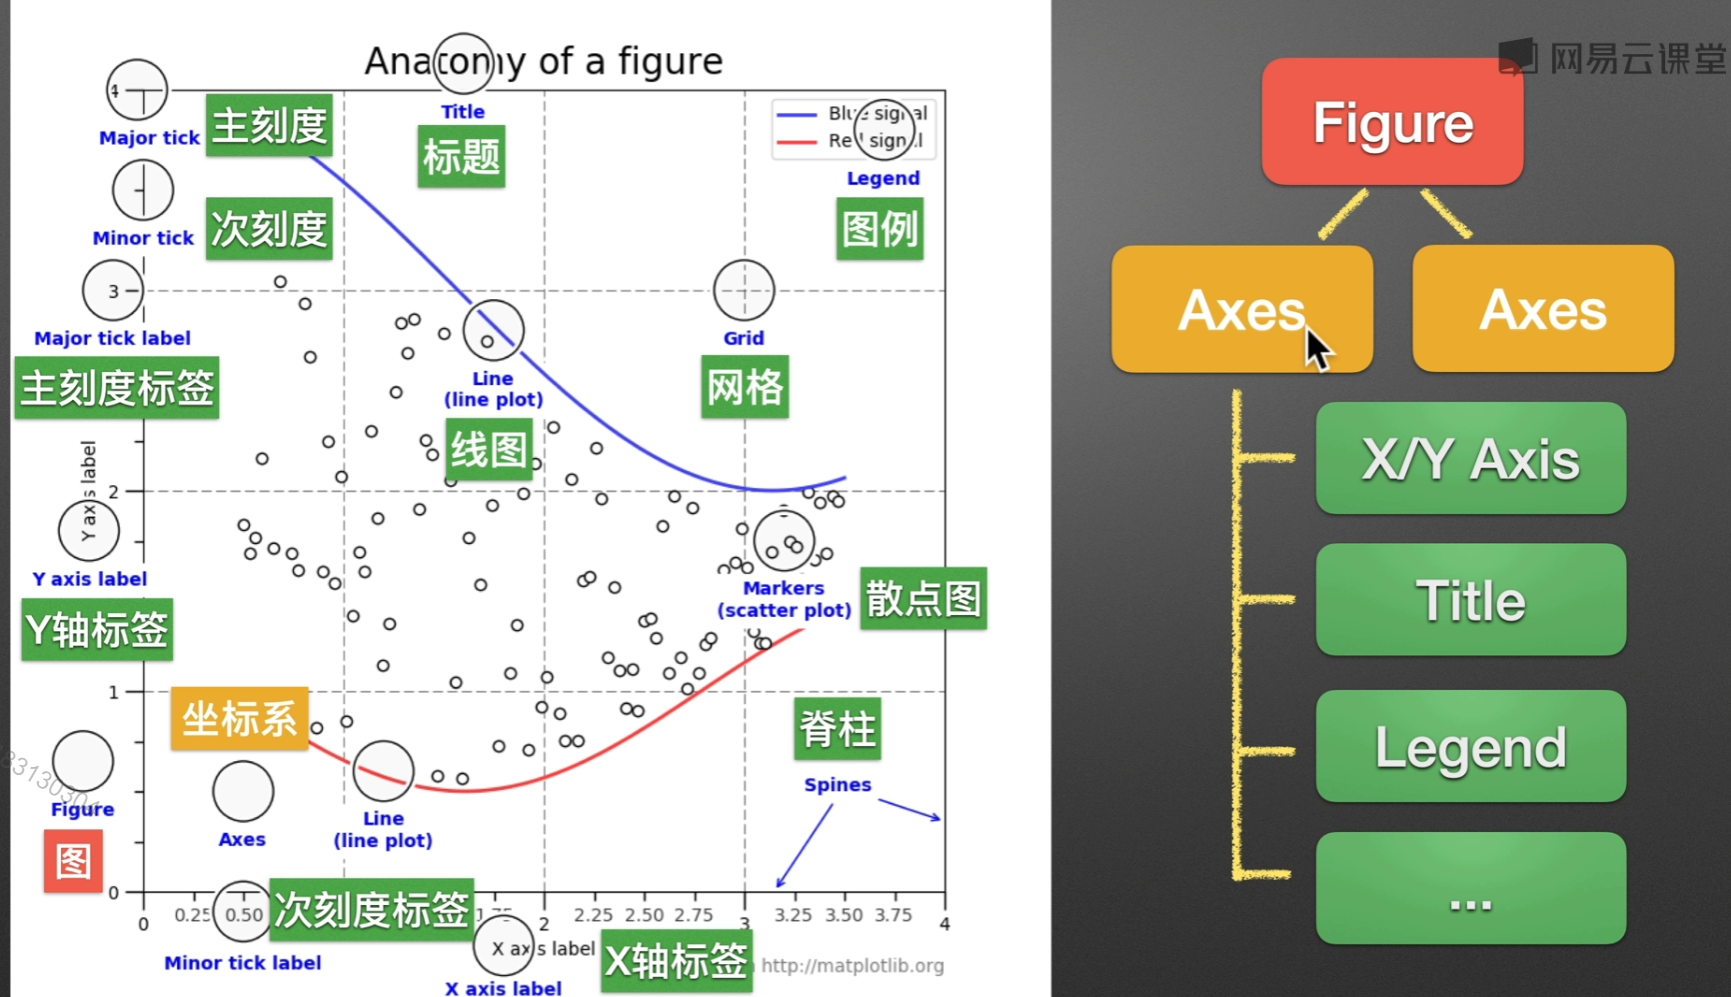 Anatomy of a figure
4
Major tick
主刻度
Title
标题
Blue signal
Red signal
Legend
图例
Minor tick
次刻度
3
Major tick label
主刻度标签
Line
(line plot)
线图
Grid
网格
Y axis label
2
Y axis label
Y轴标签
Markers
(scatter plot)
散点图
1
坐标系
脊柱
Spines
Figure
图
Axes
Line
(line plot)
0
0
0.25
0.50
次刻度标签
1.75
2
2.25
2.50
2.75
3
3.25
3.50
3.75
4
Minor tick label
X axis label
X轴标签
http://matplotlib.org
X axis label
网易云课堂
Figure
Axes
Axes
X/Y Axis
Title
Legend
...